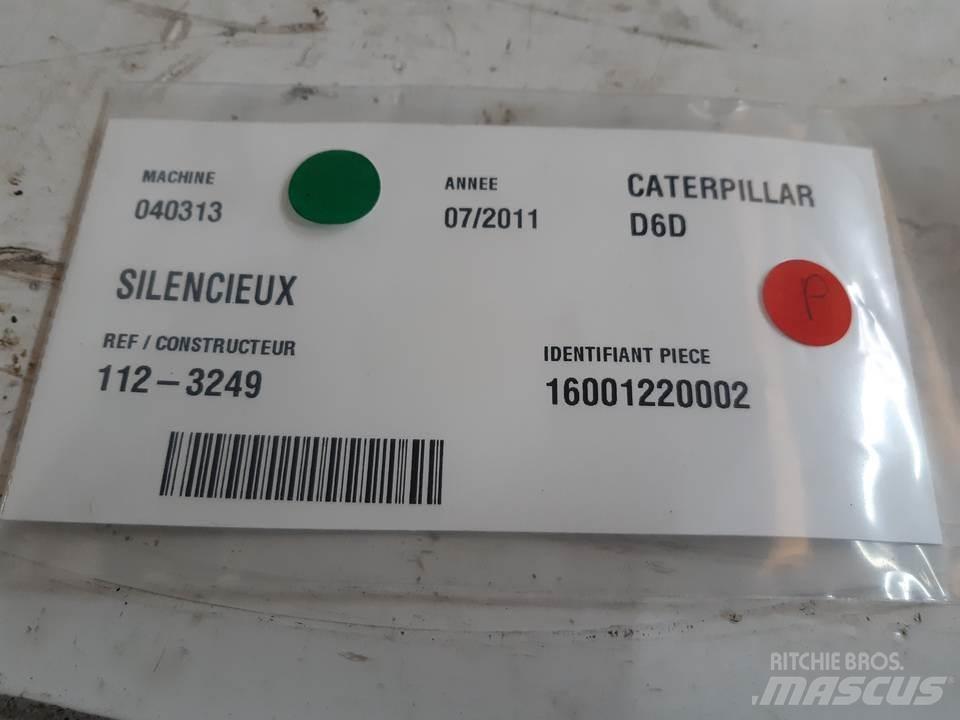 MACHINE
040313
ANNEE
07/2011
CATERPILLAR
D6D
SILENCIEUX
P
REF / CONSTRUCTEUR
112–3249
IDENTIFIANT PIECE
16001220002
RITCHIE BROS.
MASCUS